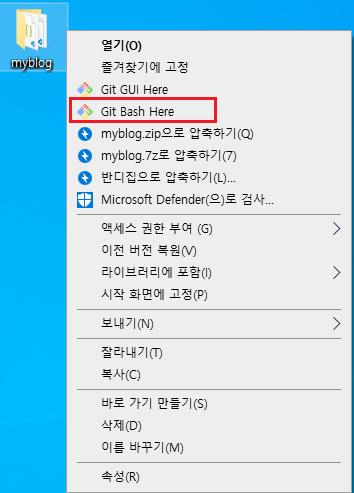 myblog
열기(O)
즐겨찾기에 고정
Git GUI Here
Git Bash Here
myblog.zip으로 압축하기(Q)
myblog.7z로 압축하기(7)
반디집으로 압축하기(L)...
Microsoft Defender(으)로 검사...
액세스 권한 부여 (G)
이전 버전 복원(V)
라이브러리에 포함(I)
시작 화면에 고정(P)
보내기(N)
잘라내기(T)
복사(C)
바로 가기 만들기(S)
삭제(D)
이름 바꾸기(M)
속성(R)